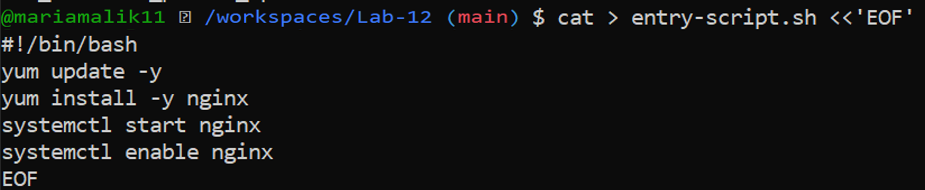 @mariamalik11 /workspaces/Lab-12 (main) $ cat > entry-script.sh <<'EOF'
#!/bin/bash
yum update -y
yum install -y nginx
systemctl start nginx
systemctl enable nginx
EOF